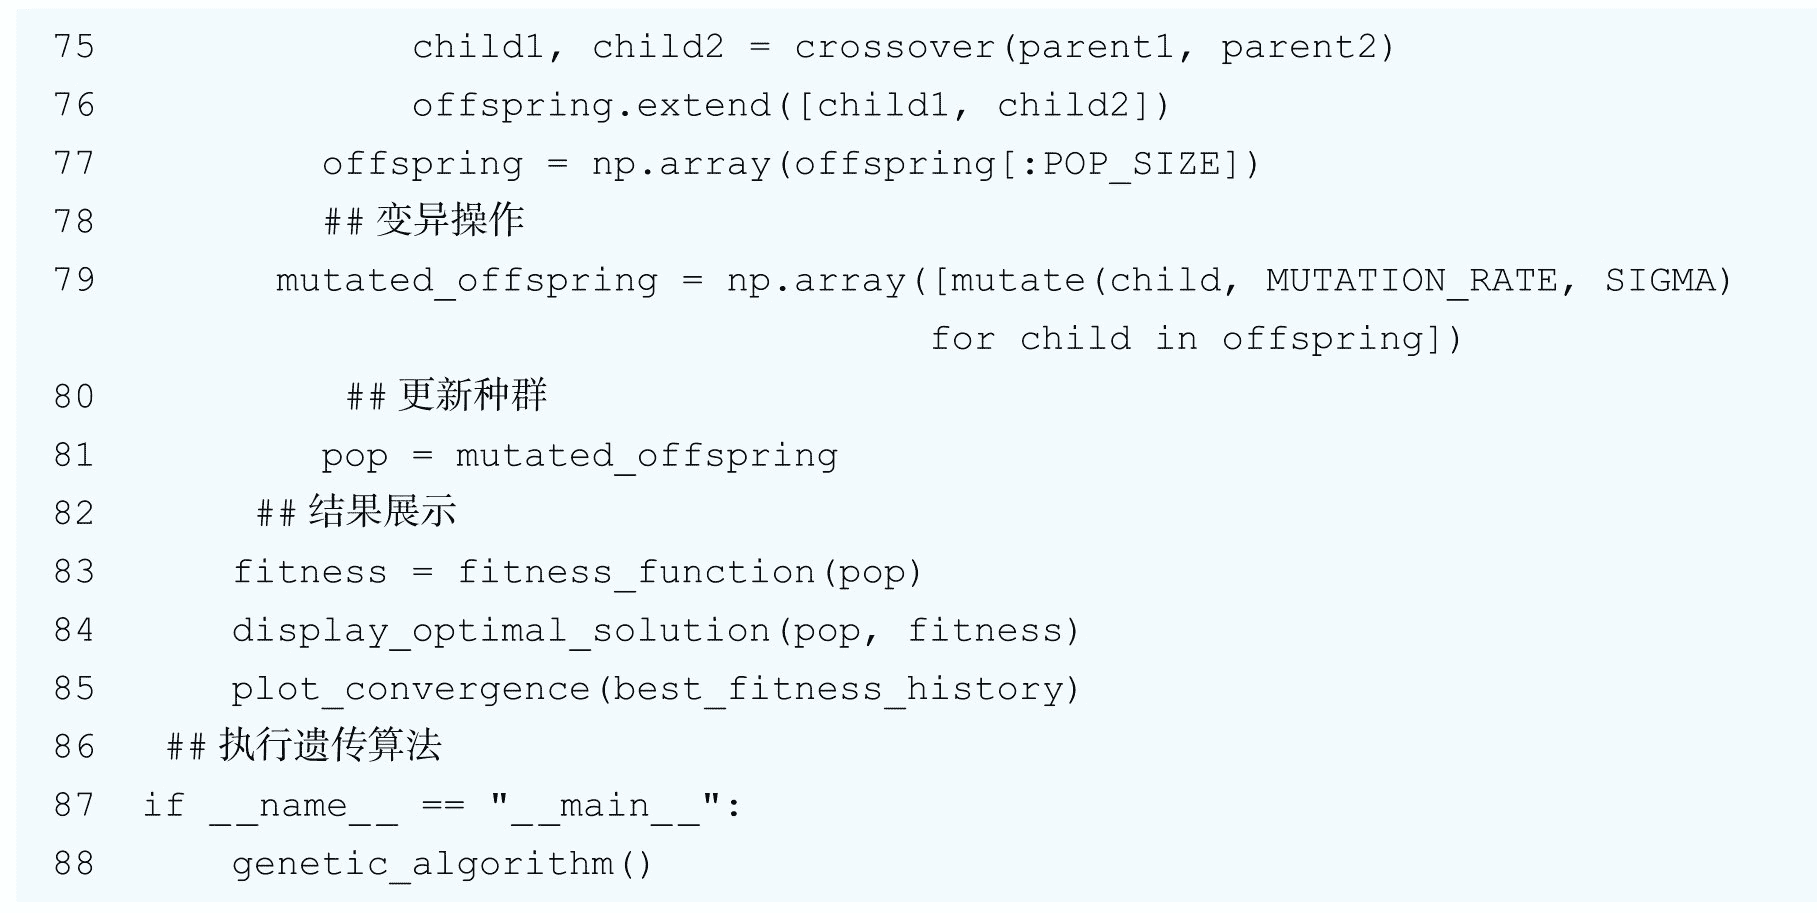 75 child1, child2 = crossover(parent1, parent2)
76 offspring.extend([child1, child2])
77 offspring = np.array(offspring[:POP_SIZE])
78 ## 变异操作
79 mutated_offspring = np.array([mutate(child, MUTATION_RATE, SIGMA)
for child in offspring])
80 ## 更新种群
81 pop = mutated_offspring
82 ## 结果展示
83 fitness = fitness_function(pop)
84 display_optimal_solution(pop, fitness)
85 plot_convergence(best_fitness_history)
86 ## 执行遗传算法
87 if __name__ == "__main__":
88 genetic_algorithm()